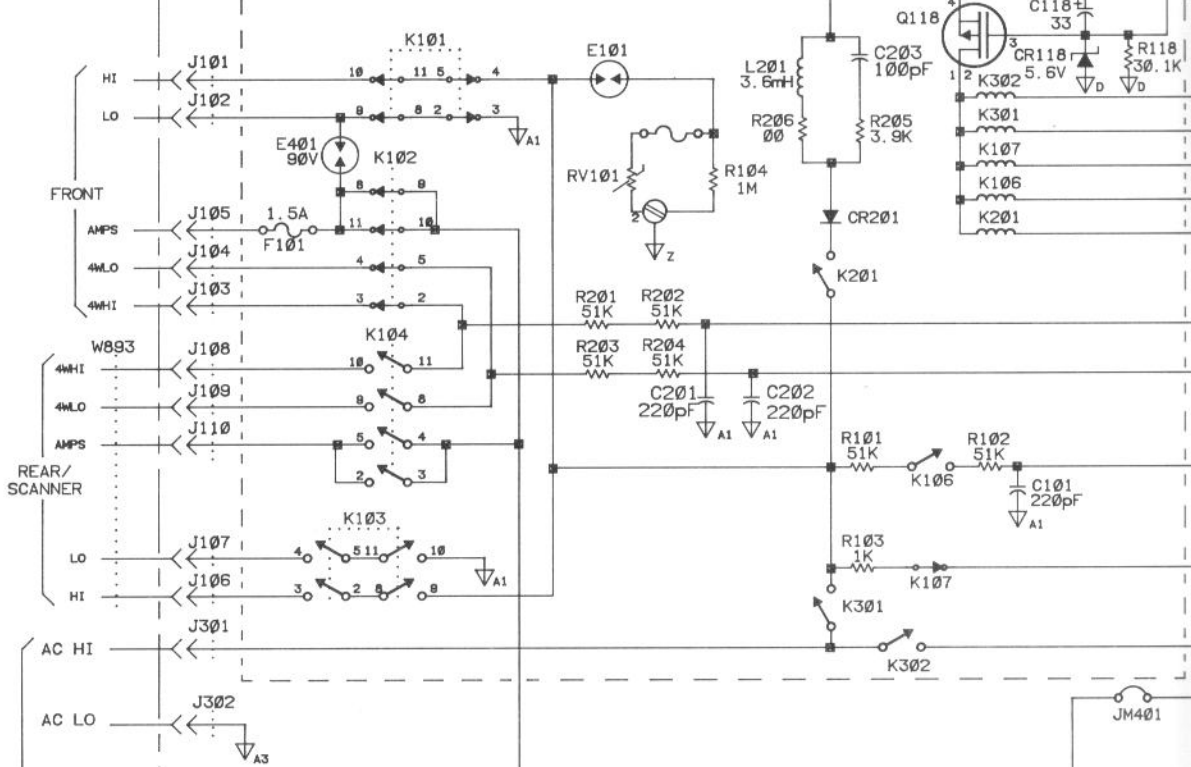 4
C118+
33
Q118
3
CR118
5.6V
D
R118
30.1K
D
1 2
K302
K301
K107
K106
K201
K101
E101
FRONT
HI
J101
10
11 5
4
LO
J102
9
8 2
3
A1
E401
90V
K102
8
9
AMPS
J105
1.5A
F101
11
10
4WLO
J104
4
5
4WHI
J103
3
2
RV101
2
R104
1M
Z
L201
3.6mH
C203
100pF
R206
00
R205
3.9K
CR201
K201
R201
51K
R202
51K
R203
51K
R204
51K
C201
220pF
A1
C202
220pF
A1
W893
K104
REAR/
SCANNER
4WHI
J108
10
11
4WLO
J109
9
8
AMPS
J110
5
4
2
3
K103
LO
J107
4
5 11
10
A1
HI
J106
3
2 8
9
R101
51K
K106
R102
51K
C101
220pF
A1
R103
1K
K107
K301
AC HI
J301
K302
AC LO
J302
A3
JM401